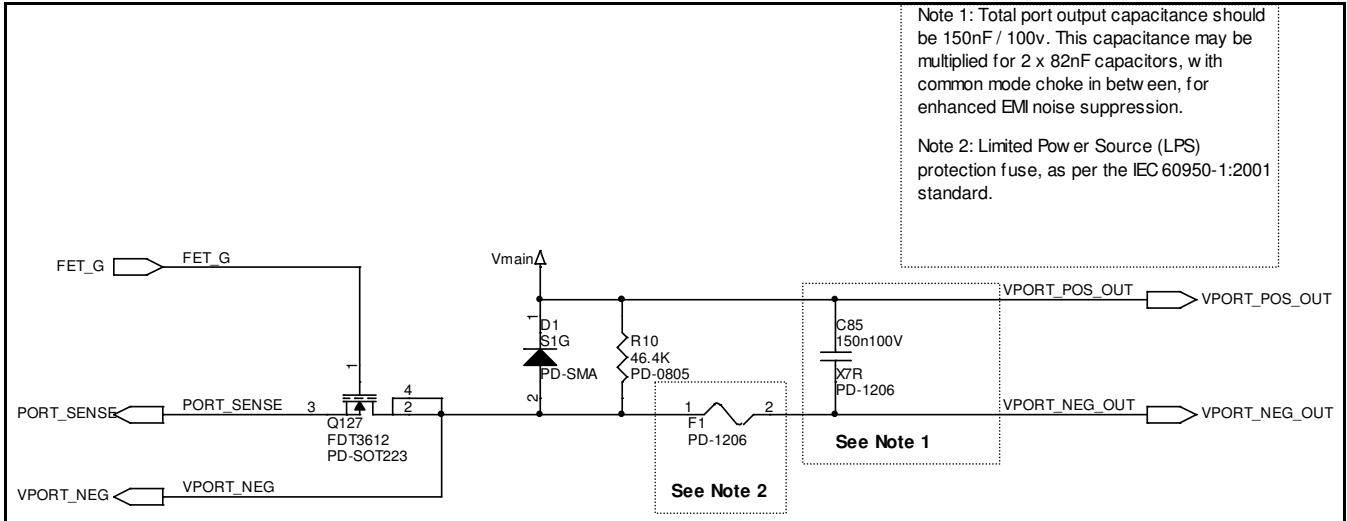 Note 1: Total port output capacitance should
be 150nF / 100v. This capacitance may be
multiplied for 2 x 82nF capacitors, with
common mode choke in between, for
enhanced EMI noise suppression.
Note 2: Limited Power Source (LPS)
protection fuse, as per the IEC 60950-1:2001
standard.
FET_G
FET_G
Vmain
VPORT_POS_OUT
VPORT_POS_OUT
1
D1
S1G
PD-SMA
2
R10
46.4K
PD-0805
C85
150n100V
X7R
PD-1206
1
PORT_SENSE
PORT_SENSE
3
4
2
Q127
FDT3612
PD-SOT223
1
2
F1
PD-1206
VPORT_NEG_OUT
VPORT_NEG_OUT
See Note 1
See Note 2
VPORT_NEG
VPORT_NEG